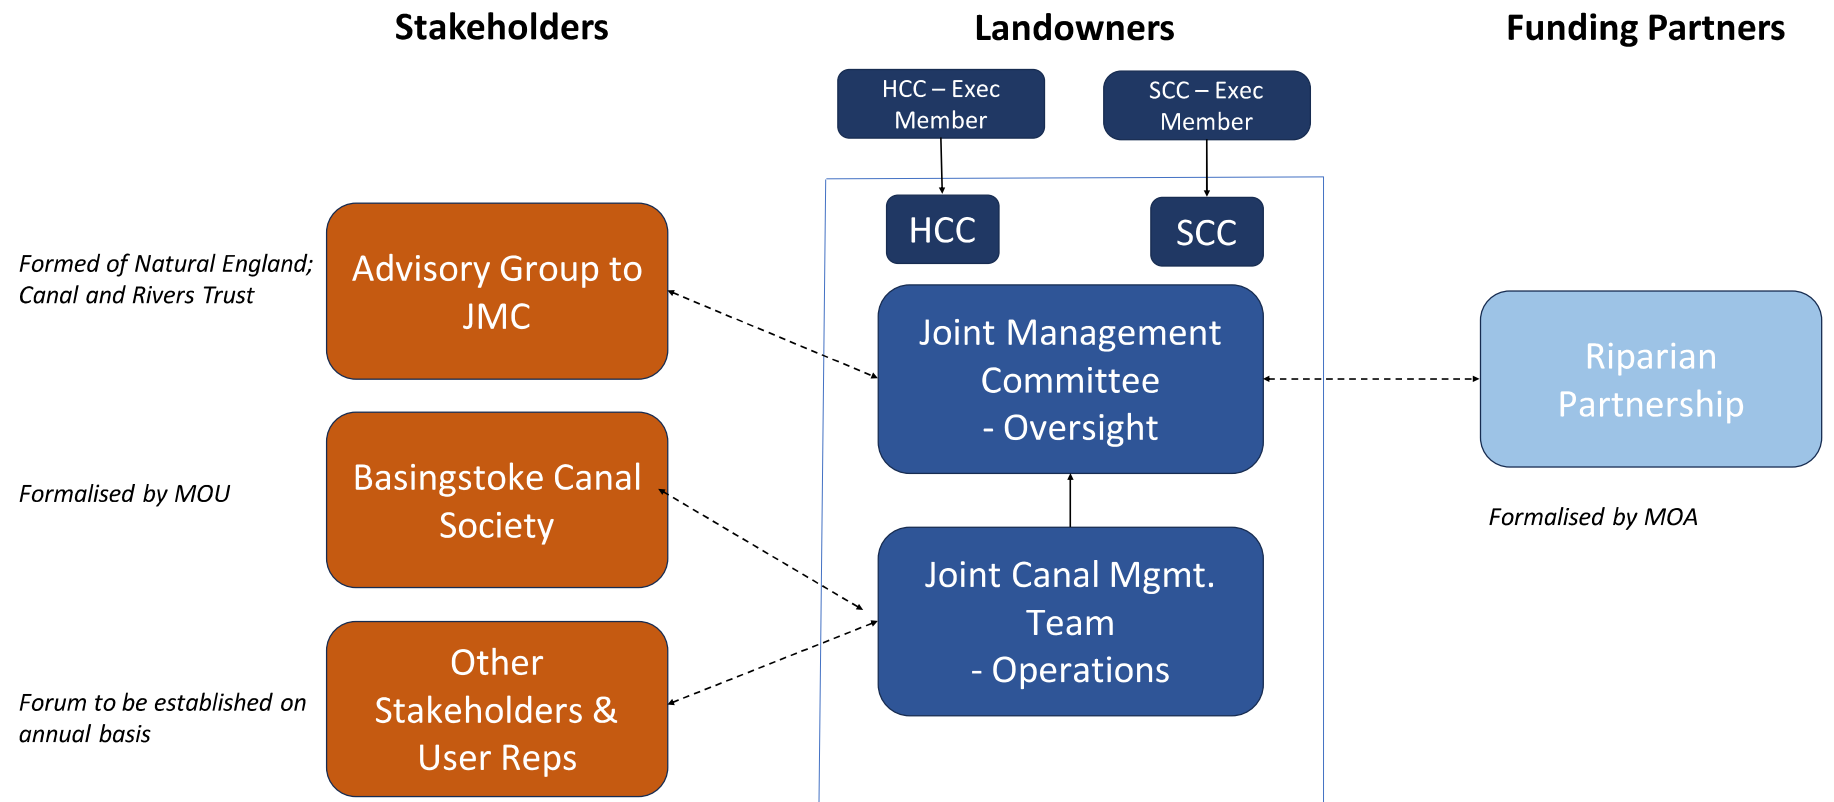 Stakeholders
Landowners
Funding Partners
HCC – Exec
Member
SCC – Exec
Member
HCC
SCC
Formed of Natural England;
Canal and Rivers Trust
Advisory Group to
JMC
Joint Management
Committee
- Oversight
Riparian
Partnership
Formalised by MOU
Basingstoke Canal
Society
Formalised by MOA
Joint Canal Mgmt.
Team
- Operations
Forum to be established on
annual basis
Other
Stakeholders &
User Reps